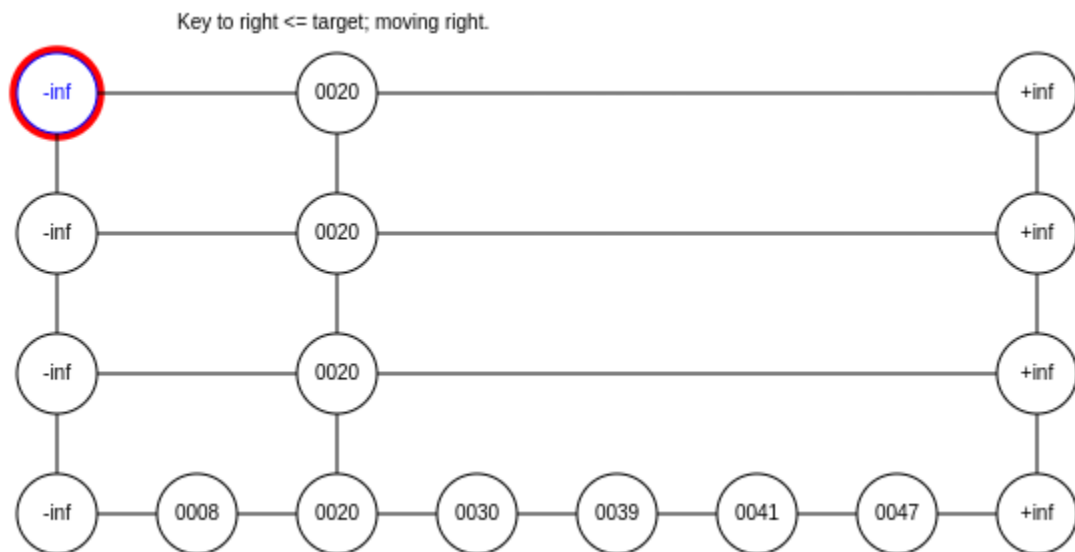 Key to right <= target; moving right.
-inf 0020 +inf
-inf 0020 +inf
-inf 0020 +inf
-inf 0008 0020 0030 0039 0041 0047 +inf